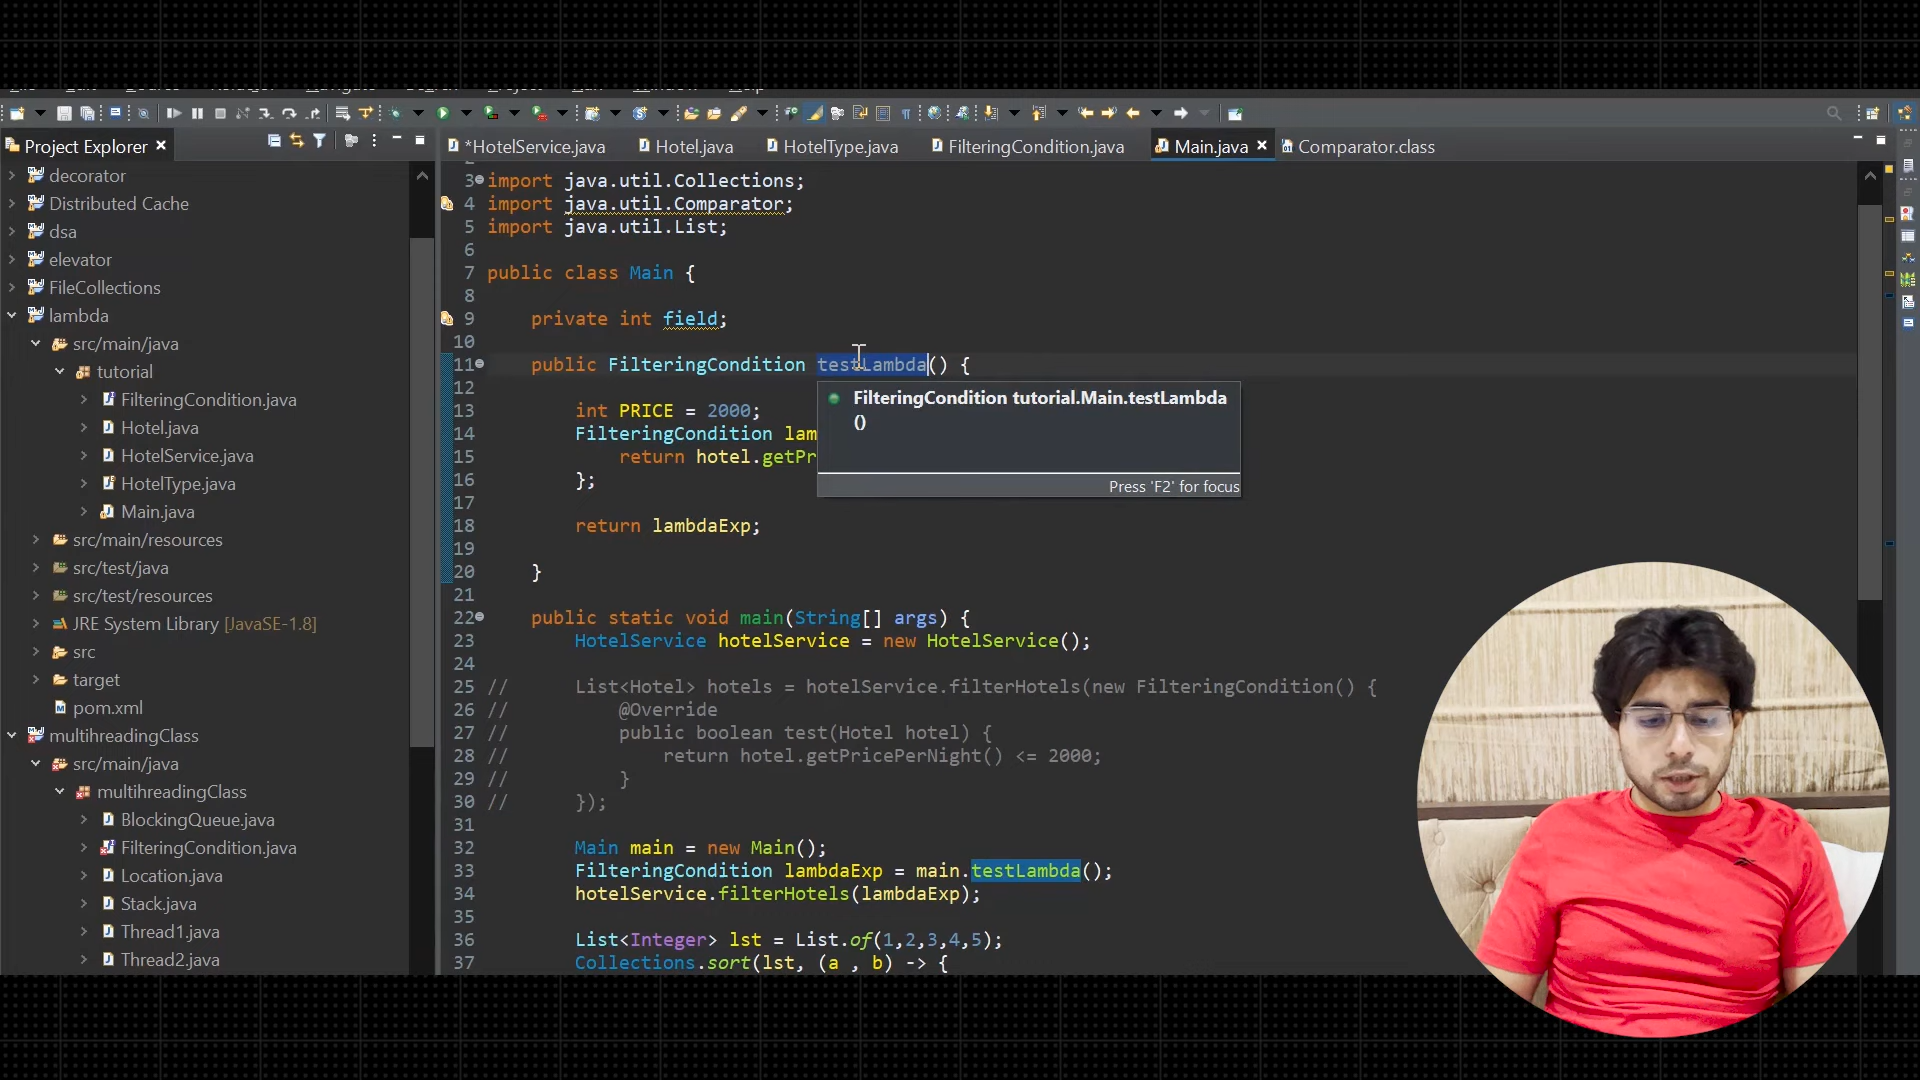 Project Explorer
decorator
Distributed Cache
dsa
elevator
FileCollections
lambda
src/main/java
tutorial
FilteringCondition.java
Hotel.java
HotelService.java
HotelType.java
Main.java
src/main/resources
src/test/java
src/test/resources
JRE System Library [JavaSE-1.8]
src
target
pom.xml
multihreadingClass
src/main/java
multihreadingClass
BlockingQueue.java
FilteringCondition.java
Location.java
Stack.java
Thread1.java
Thread2.java
*HotelService.java Hotel.java HotelType.java FilteringCondition.java Main.java Comparator.class
3 import java.util.Collections;
4 import java.util.Comparator;
5 import java.util.List;
6
7 public class Main {
8
9 private int field;
10
11 public FilteringCondition testLambda() {
12
13 int PRICE = 2000;
14 FilteringCondition lam
15 return hotel.getPr
16 };
17
18 return lambdaExp;
19
20 }
21
22 public static void main(String[] args) {
23 HotelService hotelService = new HotelService();
24
25 // List<Hotel> hotels = hotelService.filterHotels(new FilteringCondition() {
26 // @Override
27 // public boolean test(Hotel hotel) {
28 // return hotel.getPricePerNight() <= 2000;
29 // }
30 // });
31
32 Main main = new Main();
33 FilteringCondition lambdaExp = main.testLambda();
34 hotelService.filterHotels(lambdaExp);
35
36 List<Integer> lst = List.of(1,2,3,4,5);
37 Collections.sort(lst, (a , b) -> {
FilteringCondition tutorial.Main.testLambda
()
Press 'F2' for focus